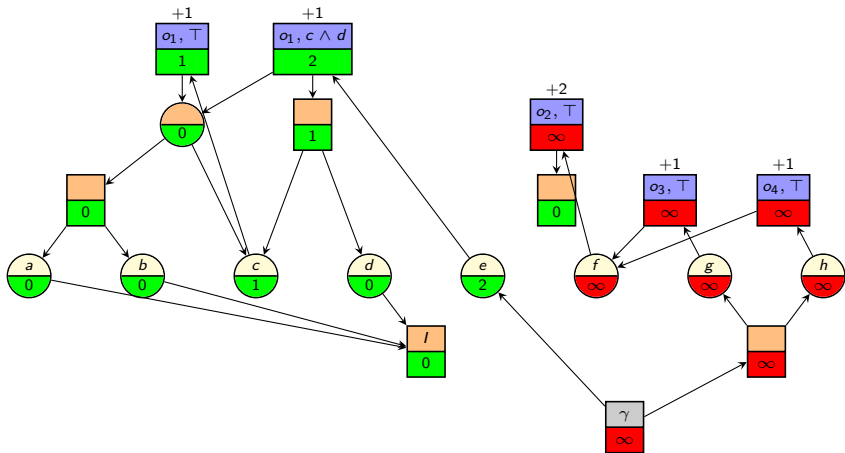 +1 +1
o₁, ⊤ o₁, c ∧ d
1 2
+2
o₂, ⊤
0 1 ∞
+1 +1
o₃, ⊤ o₄, ⊤
0 0 ∞ ∞
a b c d e f g h
0 0 1 0 2 ∞ ∞ ∞
I
0 ∞
γ
∞